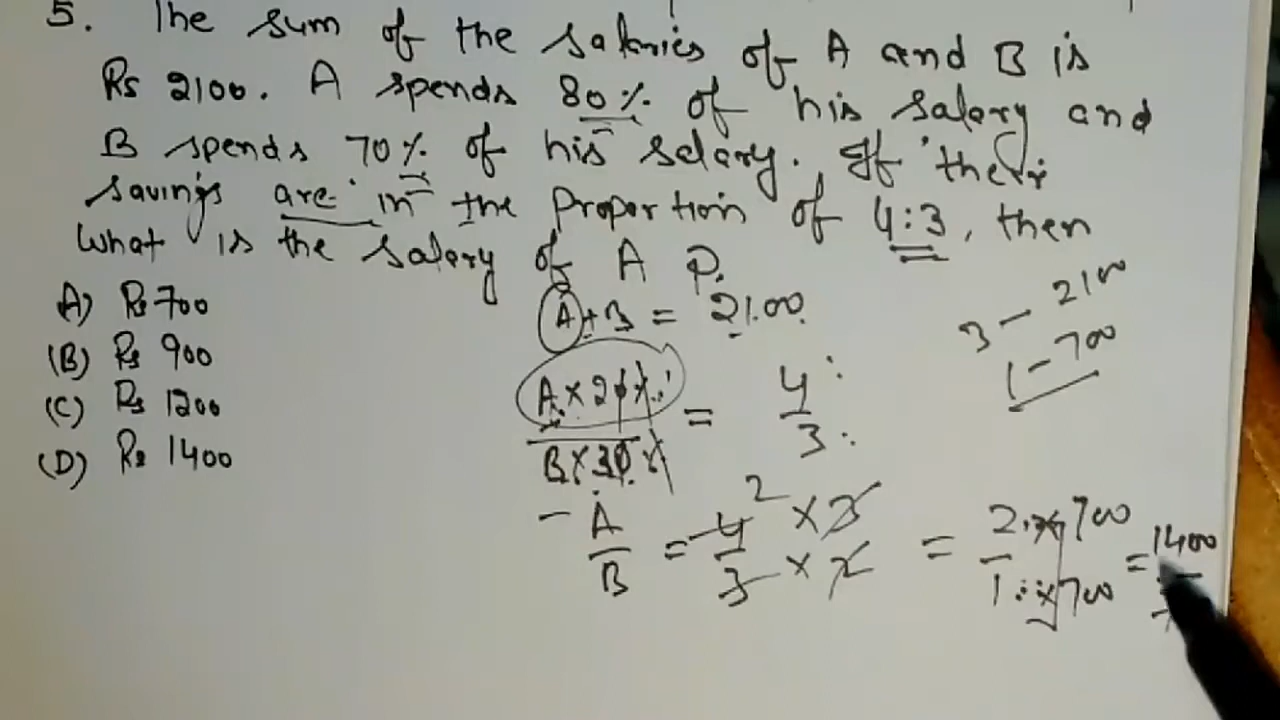 5. The sum of the salaries of A and B is
Rs 2100. A spends 80% of his salary and
B spends 70% of his salary. If their
savings are in the proportion of 4:3, then
What is the salary of A ?.
A) Rs 700
(B) Rs 900
(C) Rs 1200
(D) Rs 1400
A+B = 2100.
3 - 2100
1 - 700
A x 20% / B x 30% = 4 / 3
A / B = 4 2 x 3 / 3 x 2 = 2 x 700 / 1 x 700 = 1400